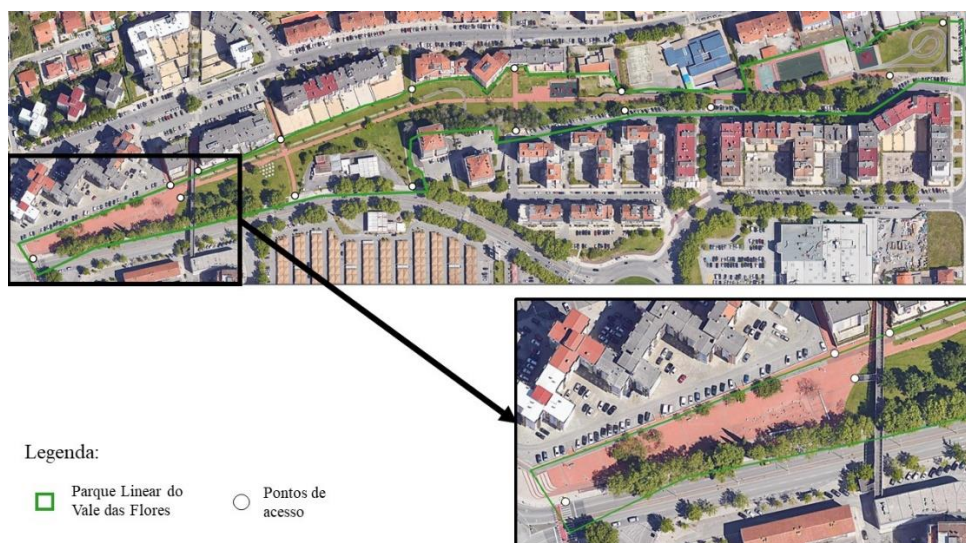 Legenda:
Parque Linear do
Vale das Flores
Pontos de
acesso